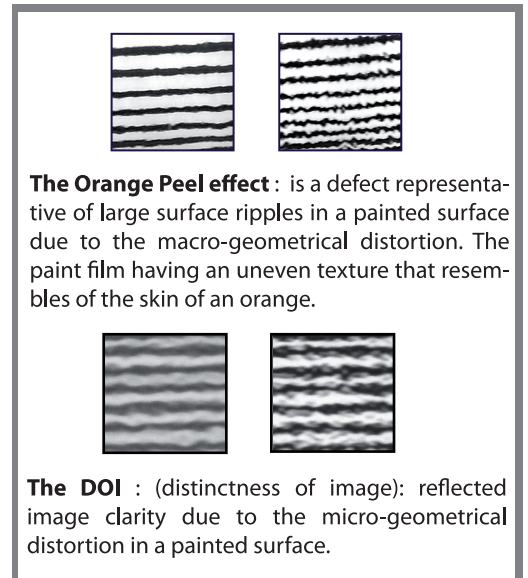 The Orange Peel effect : is a defect representa-
tive of large surface ripples in a painted surface
due to the macro-geometrical distortion. The
paint film having an uneven texture that resem-
bles of the skin of an orange.
The DOI : (distinctness of image): reflected
image clarity due to the micro-geometrical
distortion in a painted surface.